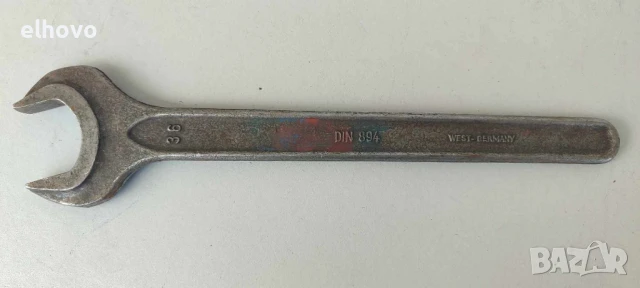 elhovo
36
DIN 894
WEST-GERMANY
BAZAR